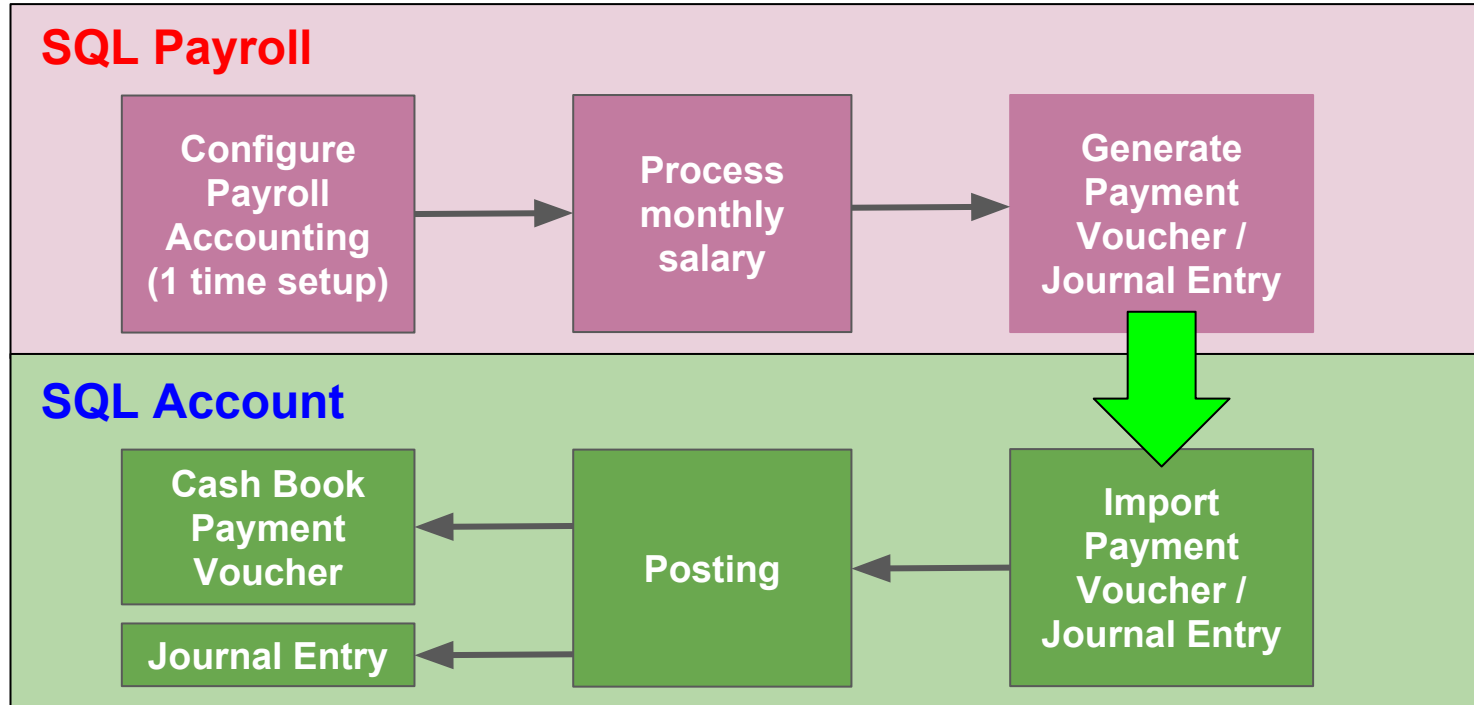 SQL Payroll
Configure
Payroll
Accounting
(1 time setup)
Process
monthly
salary
Generate
Payment
Voucher /
Journal Entry
SQL Account
Cash Book
Payment
Voucher
Journal Entry
Posting
Import
Payment
Voucher /
Journal Entry